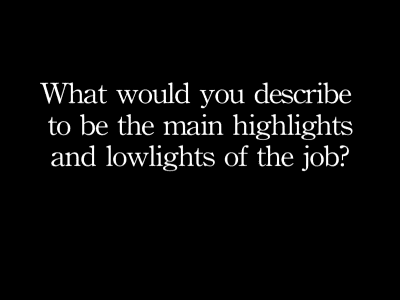 What would you describe
to be the main highlights
and lowlights of the job?